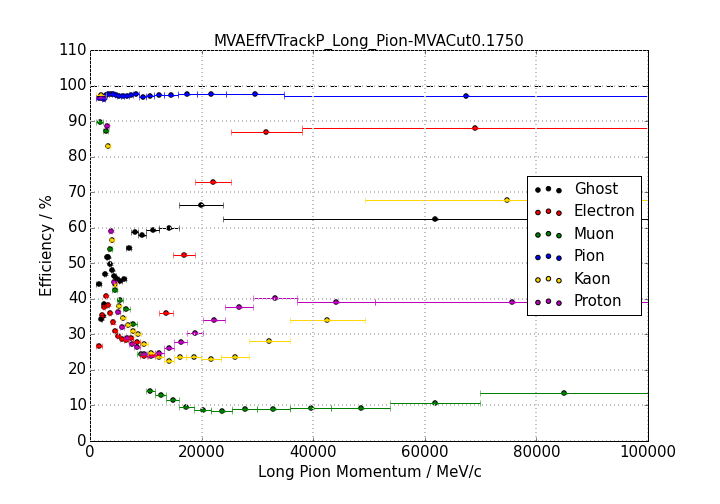 MVAEffVTrackP_Long_Pion-MVACut0.1750
110
100
90
80
70
60
50
40
30
20
10
0
Efficiency / %
Ghost
Electron
Muon
Pion
Kaon
Proton
0 20000 40000 60000 80000 100000
Long Pion Momentum / MeV/c